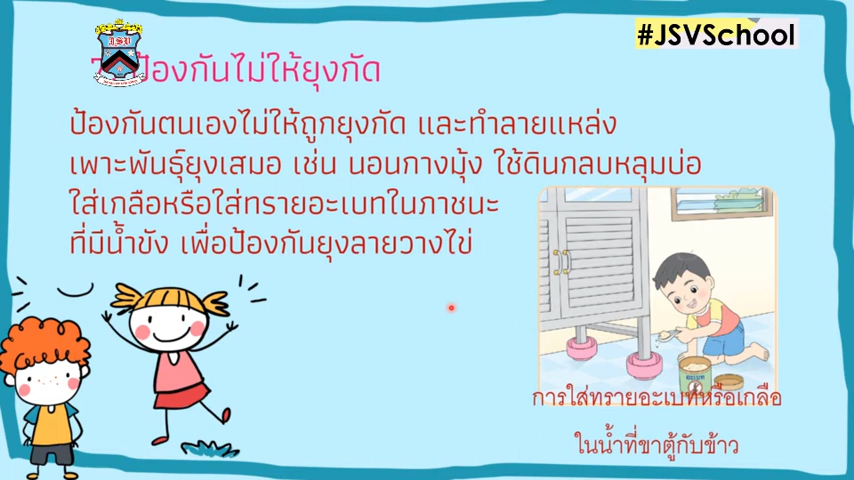 #JSVSchool
JSV
ป้องกันไม่ให้ยุงกัด
ป้องกันตนเองไม่ให้ถูกยุงกัด และทำลายแหล่ง
เพาะพันธุ์ยุงเสมอ เช่น นอนกางมุ้ง ใช้ดินกลบหลุมบ่อ
ใส่เกลือหรือใส่ทรายอะเบทในภาชนะ
ที่มีน้ำขัง เพื่อป้องกันยุงลายวางไข่
การใส่ทรายอะเบทหรือเกลือ
ในน้ำที่ขาตู้กับข้าว